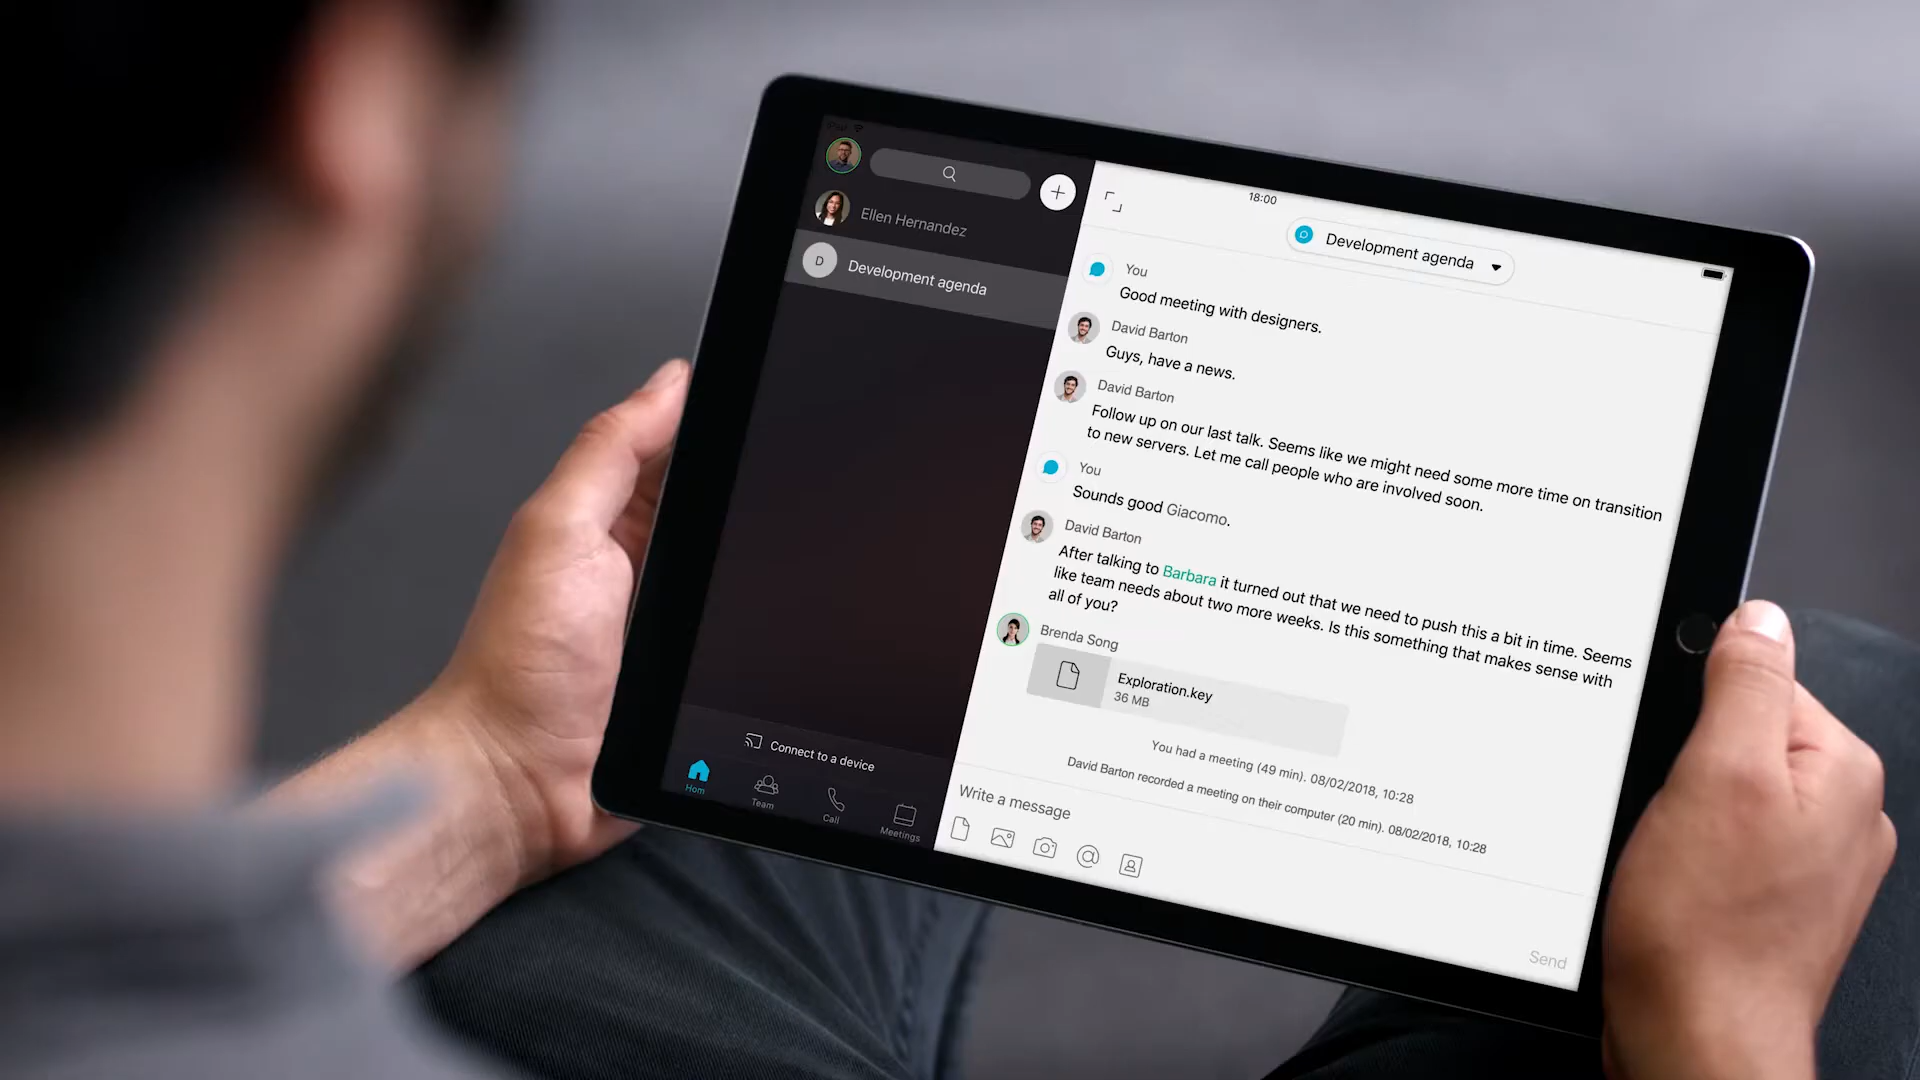 iPad
Ellen Hernandez
D
Development agenda
Connect to a device
Hom
Team
Call
Meetings
18:00
Development agenda
You
Good meeting with designers.
David Barton
Guys, have a news.
David Barton
Follow up on our last talk. Seems like we might need some more time on transition
to new servers. Let me call people who are involved soon.
You
Sounds good Giacomo.
David Barton
After talking to Barbara it turned out that we need to push this a bit in time. Seems
like team needs about two more weeks. Is this something that makes sense with
all of you?
Brenda Song
Exploration.key
36 MB
You had a meeting (49 min). 08/02/2018, 10:28
David Barton recorded a meeting on their computer (20 min). 08/02/2018, 10:28
Write a message
Send